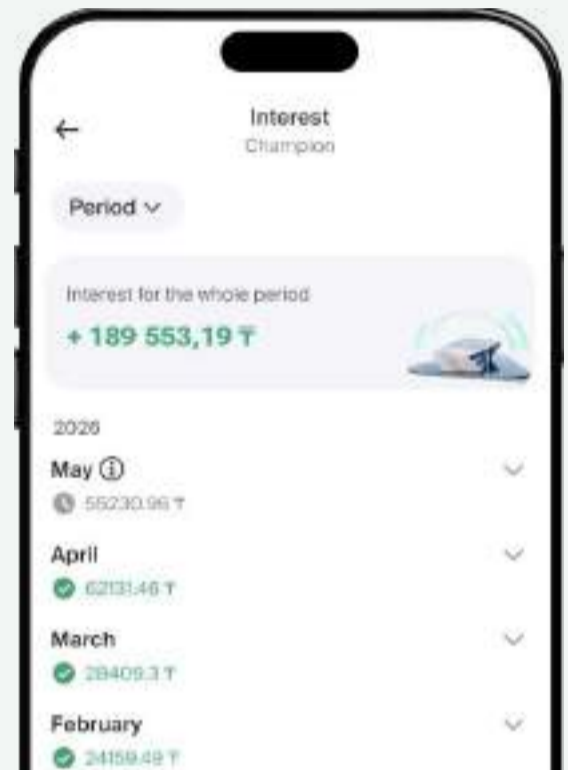 Interest
Champion
Period
Interest for the whole period
+ 189 553,19 ₸
2026
May
55230.96 ₸
April
62131.46 ₸
March
28409.3 ₸
February
24159.49 ₸